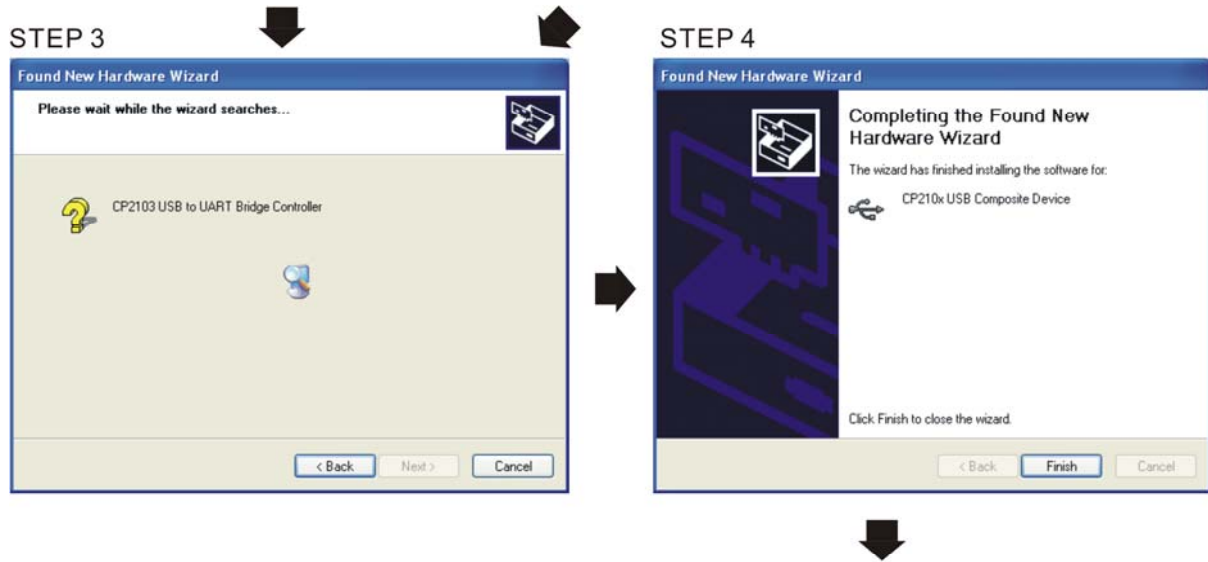 STEP 3
Found New Hardware Wizard
Please wait while the wizard searches...
CP2103 USB to UART Bridge Controller
< Back
Next >
Cancel
STEP 4
Found New Hardware Wizard
Completing the Found New
Hardware Wizard
The wizard has finished installing the software for:
CP210x USB Composite Device
Click Finish to close the wizard.
< Back
Finish
Cancel